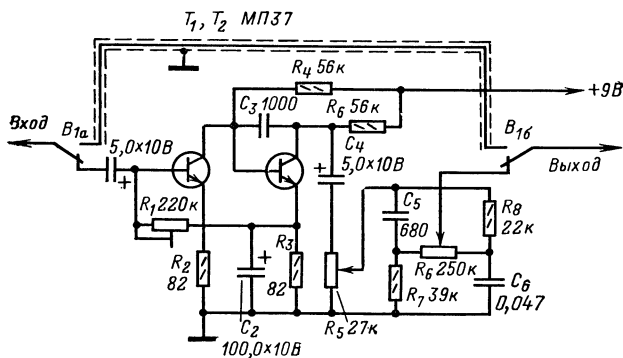 T₁, T₂ МП37
R₄ 56к
+9В
C₃ 1000
R₆ 56к
Вход
B₁а
5,0×10В
+
C₄
+
5,0×10В
B₁б
Выход
R₁ 220к
C₅
680
R₈
22к
R₂
82
+
R₃
82
R₆ 250к
C₆
0,047
R₇ 39к
C₂
100,0×10В
R₅ 27к